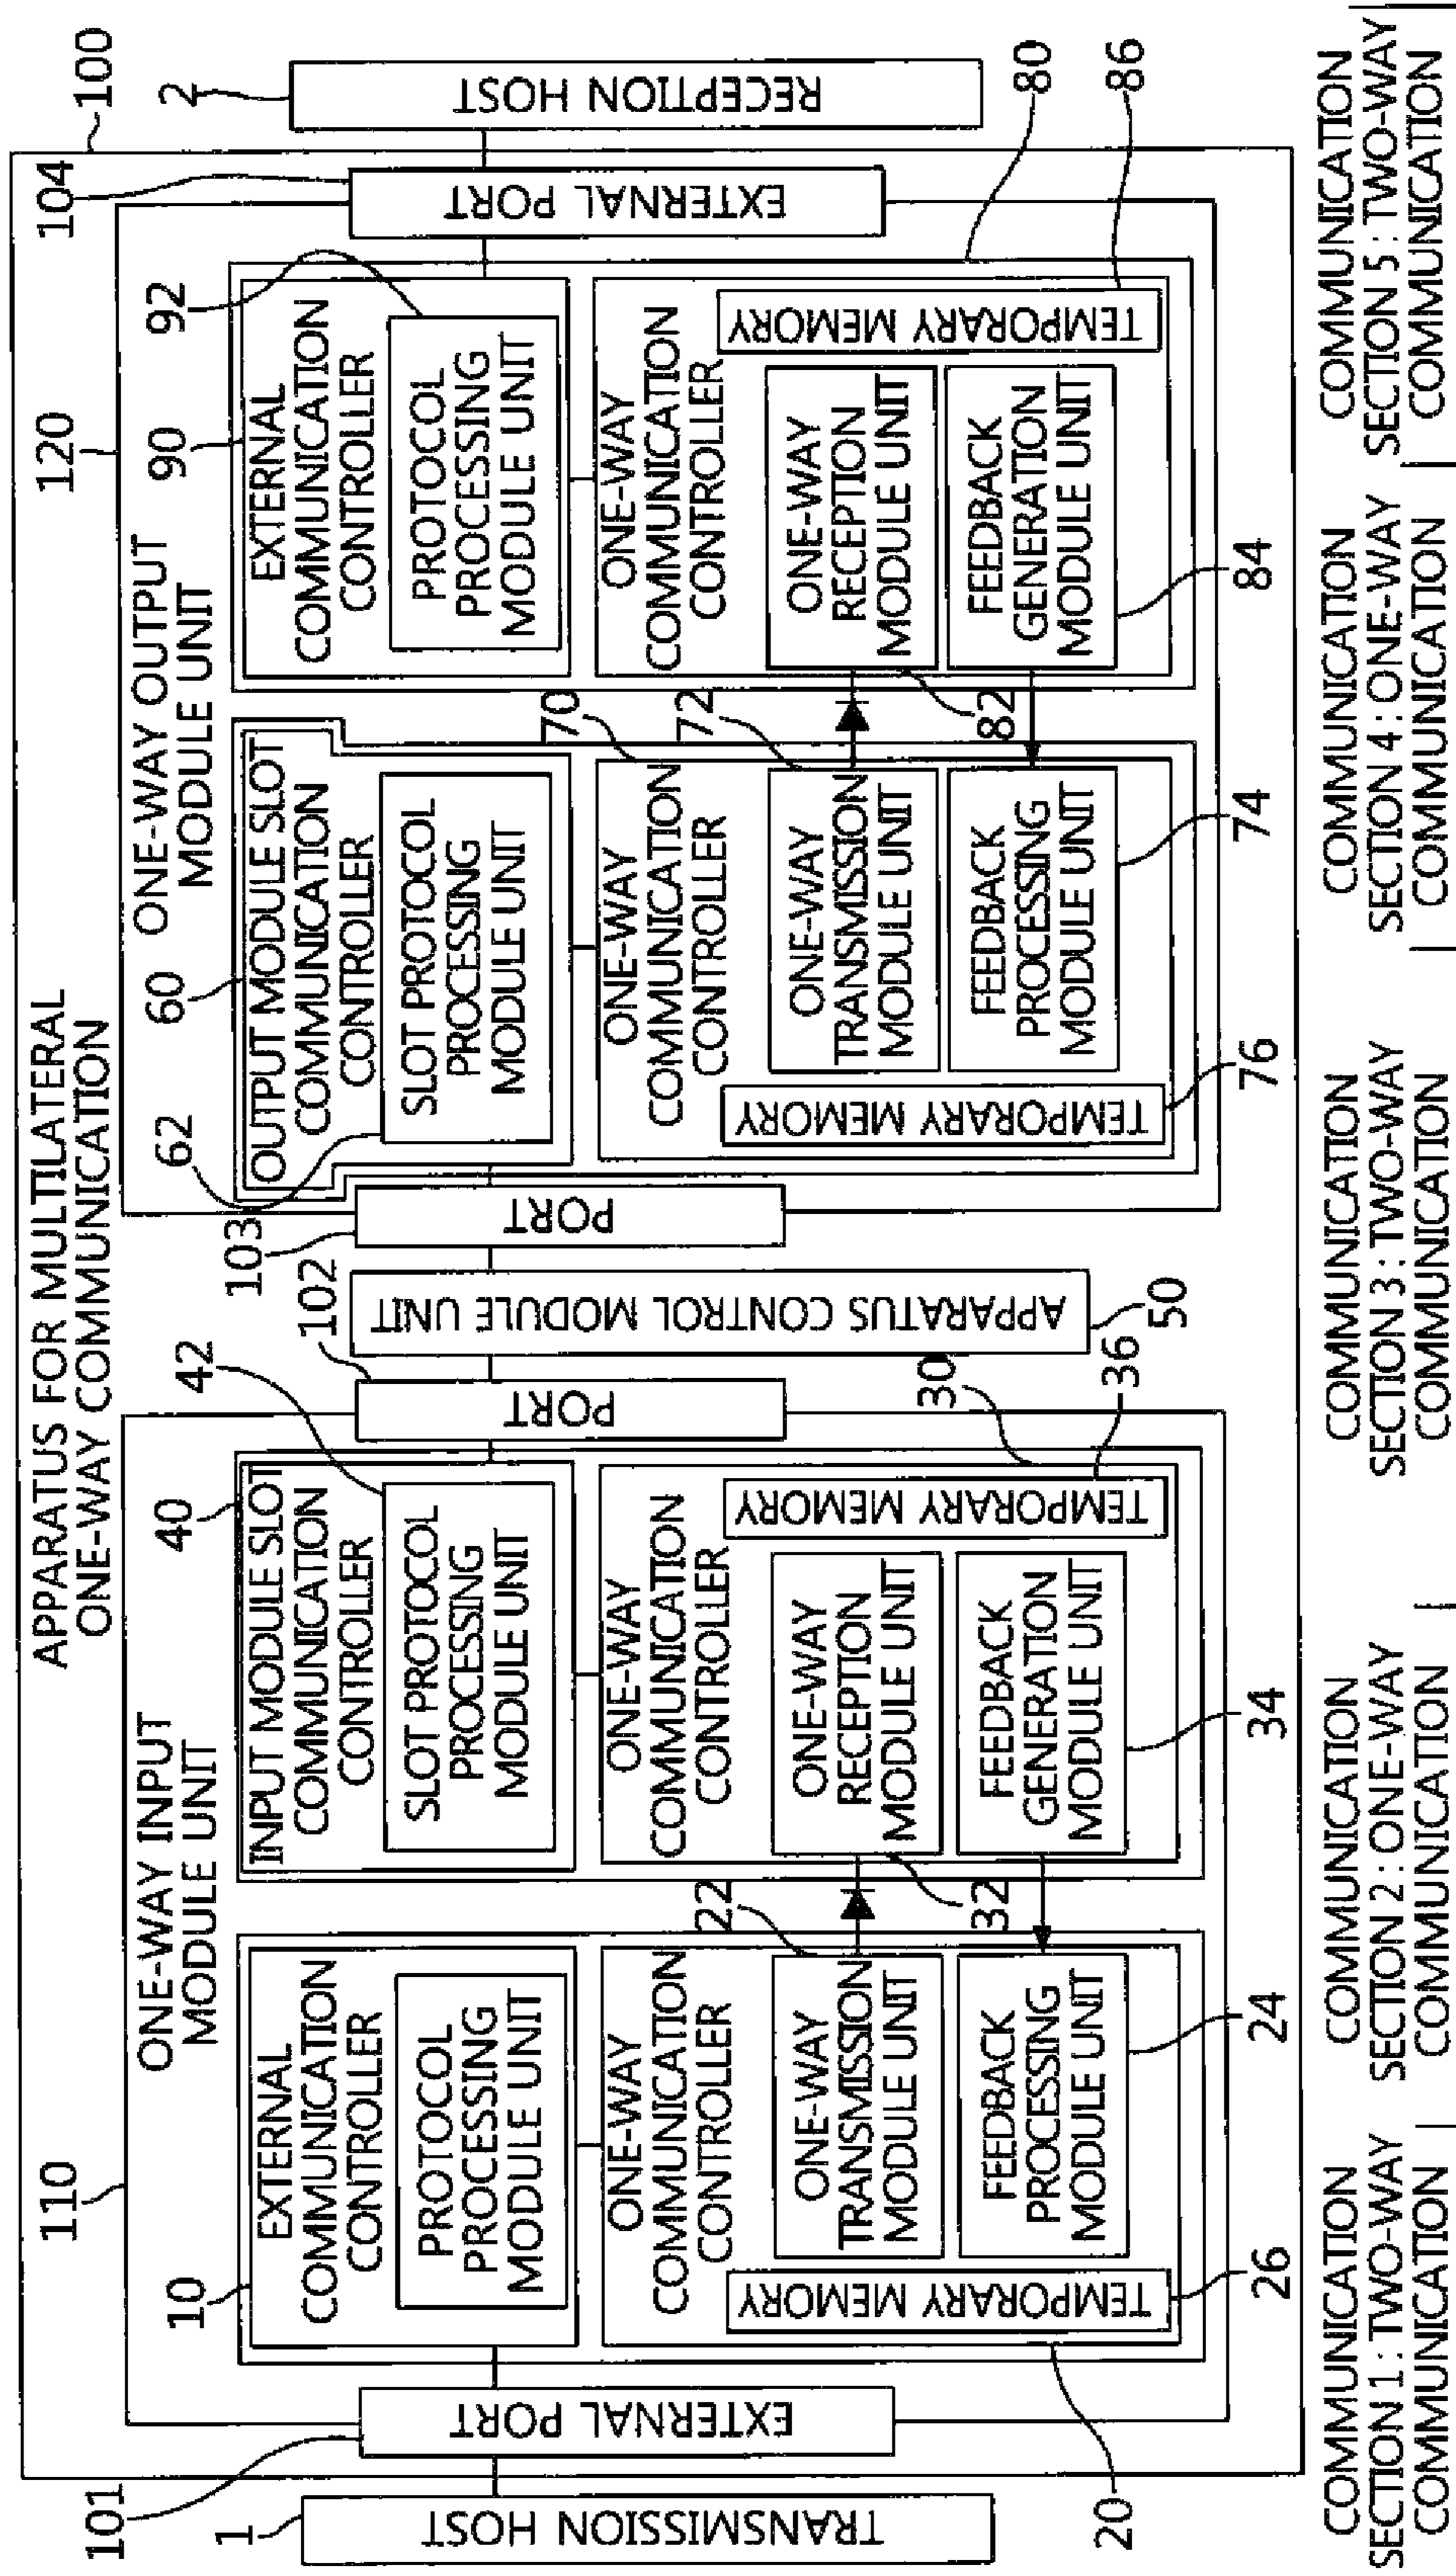 APPARATUS FOR MULTILATERAL
ONE-WAY COMMUNICATION
100
101
1
TRANSMISSION HOST
EXTERNAL PORT
110
ONE-WAY INPUT
MODULE UNIT
10
EXTERNAL
COMMUNICATION
CONTROLLER
PROTOCOL
PROCESSING
MODULE UNIT
ONE-WAY
COMMUNICATION
CONTROLLER
22
ONE-WAY
TRANSMISSION
MODULE UNIT
FEEDBACK
PROCESSING
MODULE UNIT
TEMPORARY MEMORY
20
26
24
40
INPUT MODULE SLOT
COMMUNICATION
CONTROLLER
42
SLOT PROTOCOL
PROCESSING
MODULE UNIT
ONE-WAY
COMMUNICATION
CONTROLLER
30
ONE-WAY
RECEPTION
MODULE UNIT
32
FEEDBACK
GENERATION
MODULE UNIT
TEMPORARY MEMORY
34
36
102
PORT
APPARATUS CONTROL MODULE UNIT
50
103
PORT
120
ONE-WAY OUTPUT
MODULE UNIT
60
OUTPUT MODULE SLOT
COMMUNICATION
CONTROLLER
62
SLOT PROTOCOL
PROCESSING
MODULE UNIT
70
ONE-WAY
COMMUNICATION
CONTROLLER
72
ONE-WAY
TRANSMISSION
MODULE UNIT
FEEDBACK
PROCESSING
MODULE UNIT
TEMPORARY MEMORY
76
74
90
EXTERNAL
COMMUNICATION
CONTROLLER
92
PROTOCOL
PROCESSING
MODULE UNIT
ONE-WAY
COMMUNICATION
CONTROLLER
80
ONE-WAY
RECEPTION
MODULE UNIT
82
FEEDBACK
GENERATION
MODULE UNIT
TEMPORARY MEMORY
84
86
104
EXTERNAL PORT
2
RECEPTION HOST
COMMUNICATION
SECTION 1 : TWO-WAY
COMMUNICATION
COMMUNICATION
SECTION 2 : ONE-WAY
COMMUNICATION
COMMUNICATION
SECTION 3 : TWO-WAY
COMMUNICATION
COMMUNICATION
SECTION 4 : ONE-WAY
COMMUNICATION
COMMUNICATION
SECTION 5 : TWO-WAY
COMMUNICATION